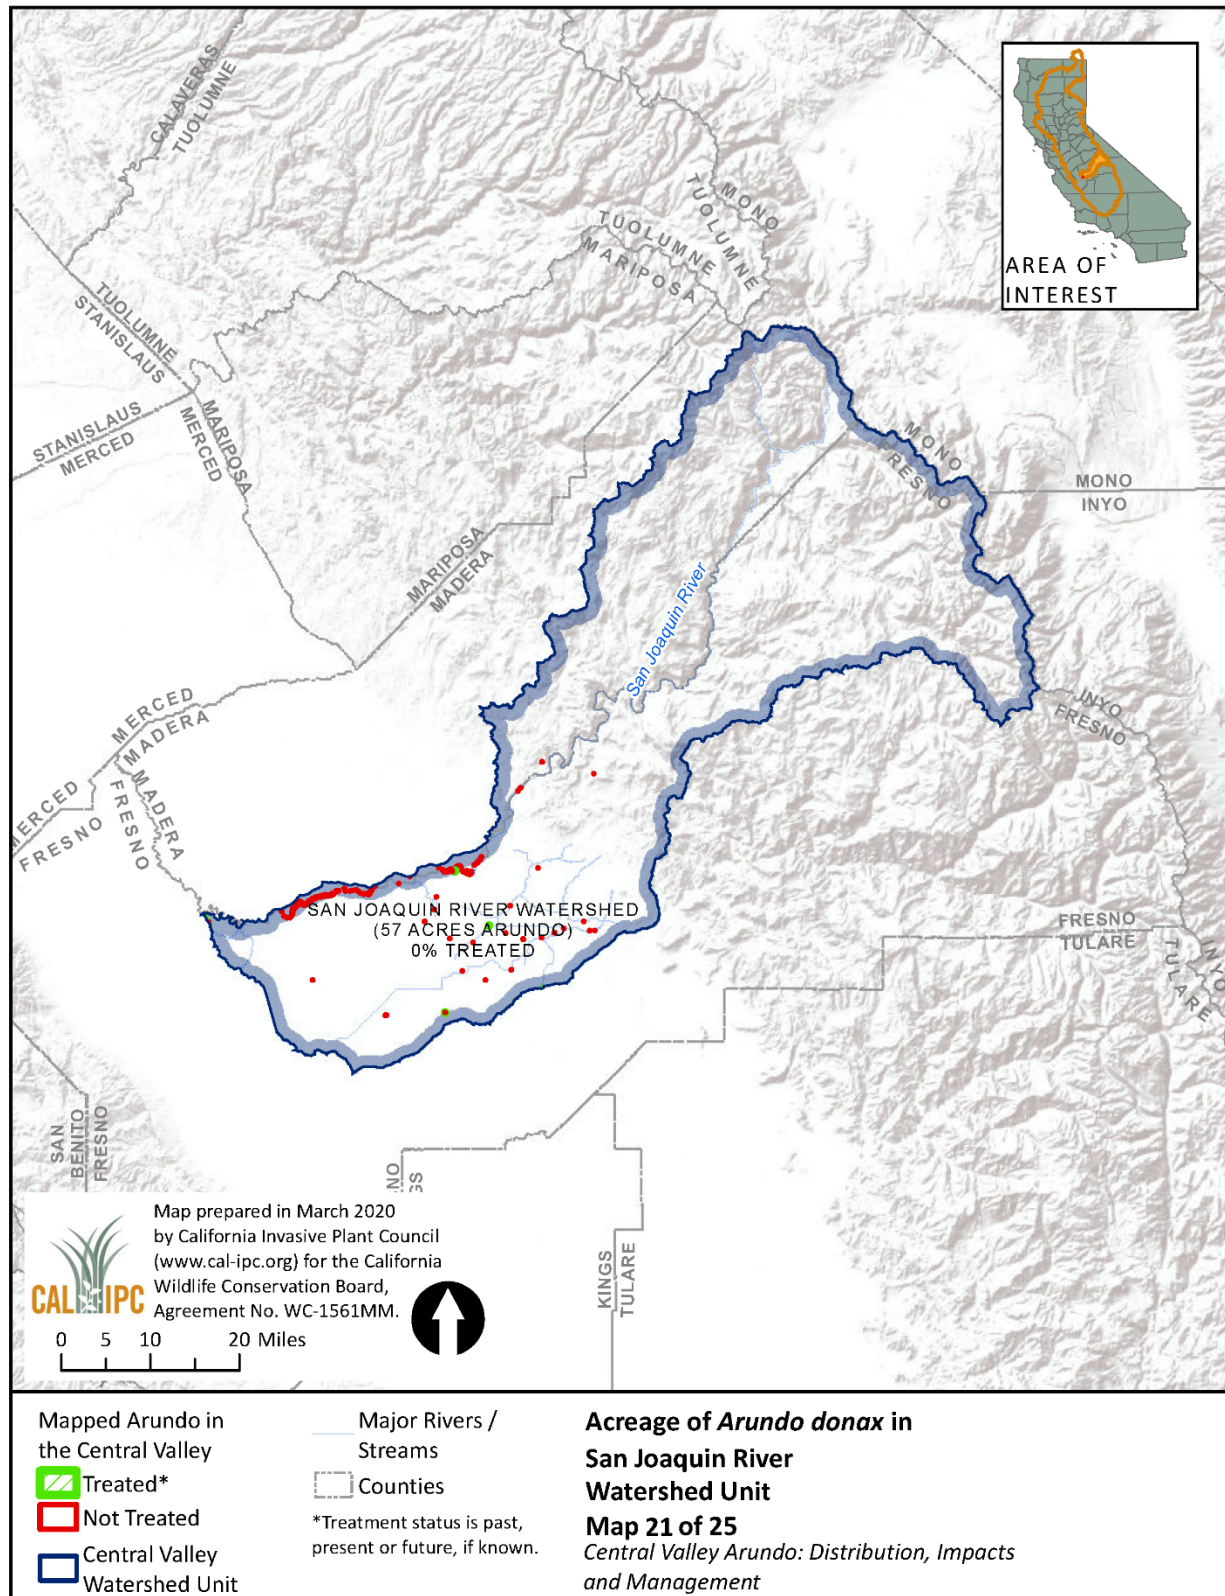 CALAVERAS
TUOLUMNE
MONO
TUOLUMNE
TUOLUMNE
MARIPOSA
AREA OF
INTEREST
TUOLUMNE
STANISLAUS
STANISLAUS
MERCED
MARIPOSA
MERCED
MONO
FRESNO
MONO
INYO
MARIPOSA
MADERA
San Joaquin River
MERCED
MADERA
INYO
FRESNO
MERCED
FRESNO
MADERA
FRESNO
SAN JOAQUIN RIVER WATERSHED
(57 ACRES ARUNDO)
0% TREATED
FRESNO
TULARE
INYO
TULARE
SAN BENITO
FRESNO
KINGS
TULARE
CAL-IPC
Map prepared in March 2020
by California Invasive Plant Council
(www.cal-ipc.org) for the California
Wildlife Conservation Board,
Agreement No. WC-1561MM.
0 5 10 20 Miles
Mapped Arundo in
the Central Valley
Treated*
Not Treated
Central Valley
Watershed Unit
Major Rivers /
Streams
Counties
*Treatment status is past,
present or future, if known.
Acreage of Arundo donax in
San Joaquin River
Watershed Unit
Map 21 of 25
Central Valley Arundo: Distribution, Impacts
and Management